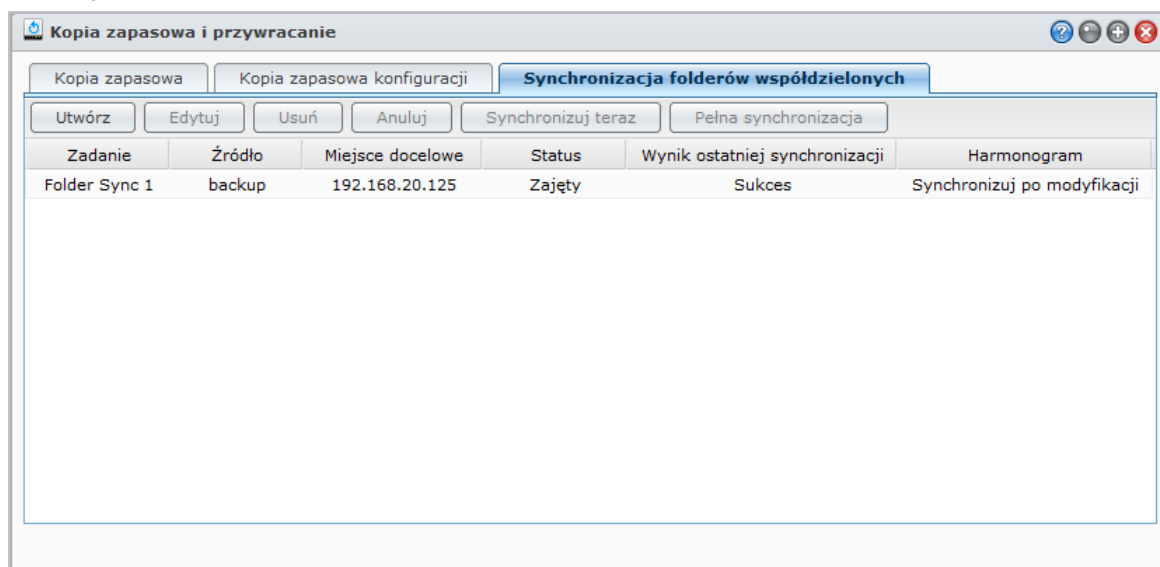 Kopia zapasowa i przywracanie
Kopia zapasowa Kopia zapasowa konfiguracji Synchronizacja folderów współdzielonych
Utwórz Edytuj Usuń Anuluj Synchronizuj teraz Pełna synchronizacja
Zadanie Źródło Miejsce docelowe Status Wynik ostatniej synchronizacji Harmonogram
Folder Sync 1 backup 192.168.20.125 Zajęty Sukces Synchronizuj po modyfikacji